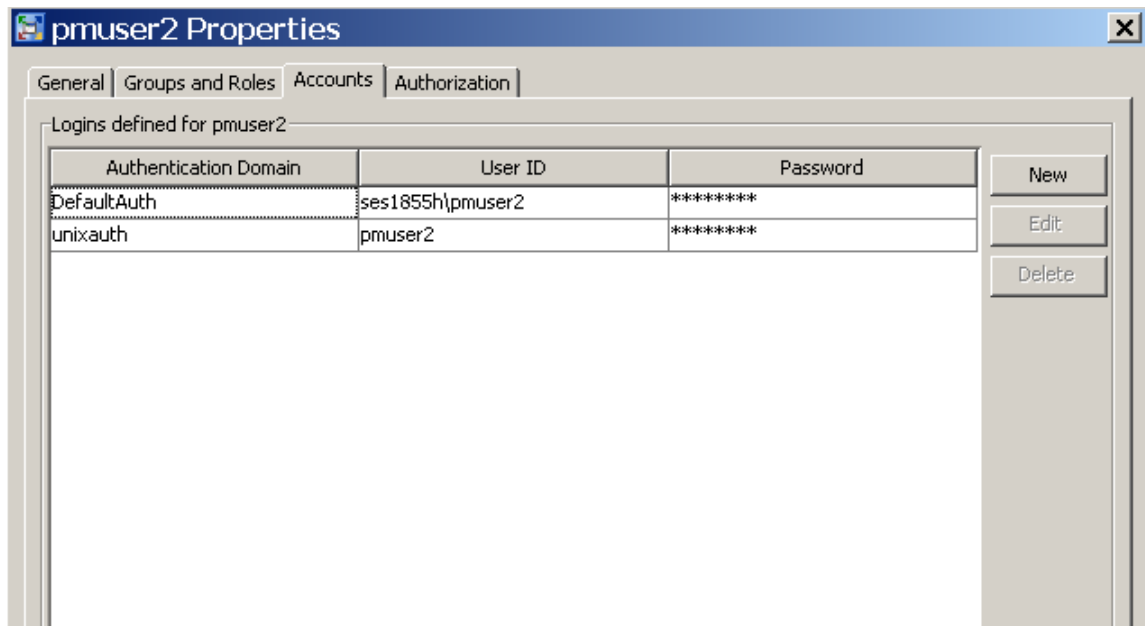 pmuser2 Properties
General Groups and Roles Accounts Authorization
Logins defined for pmuser2
Authentication Domain User ID Password
New
DefaultAuth ses1855h\pmuser2 ********
Edit
unixauth pmuser2 ********
Delete